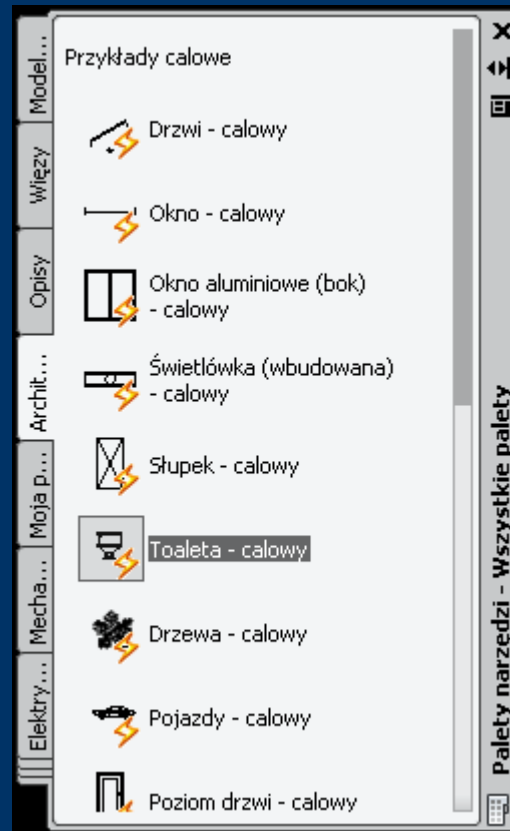 Model...
Więzy
Opisy
Archit...
Moja p...
Mecha...
Elektry...
Przykłady calowe
Drzwi - calowy
Okno - calowy
Okno aluminiowe (bok)
- calowy
Świetlówka (wbudowana)
- calowy
Słupek - calowy
Toaleta - calowy
Drzewa - calowy
Pojazdy - calowy
Poziom drzwi - calowy
Palety narzędzi - Wszystkie palety